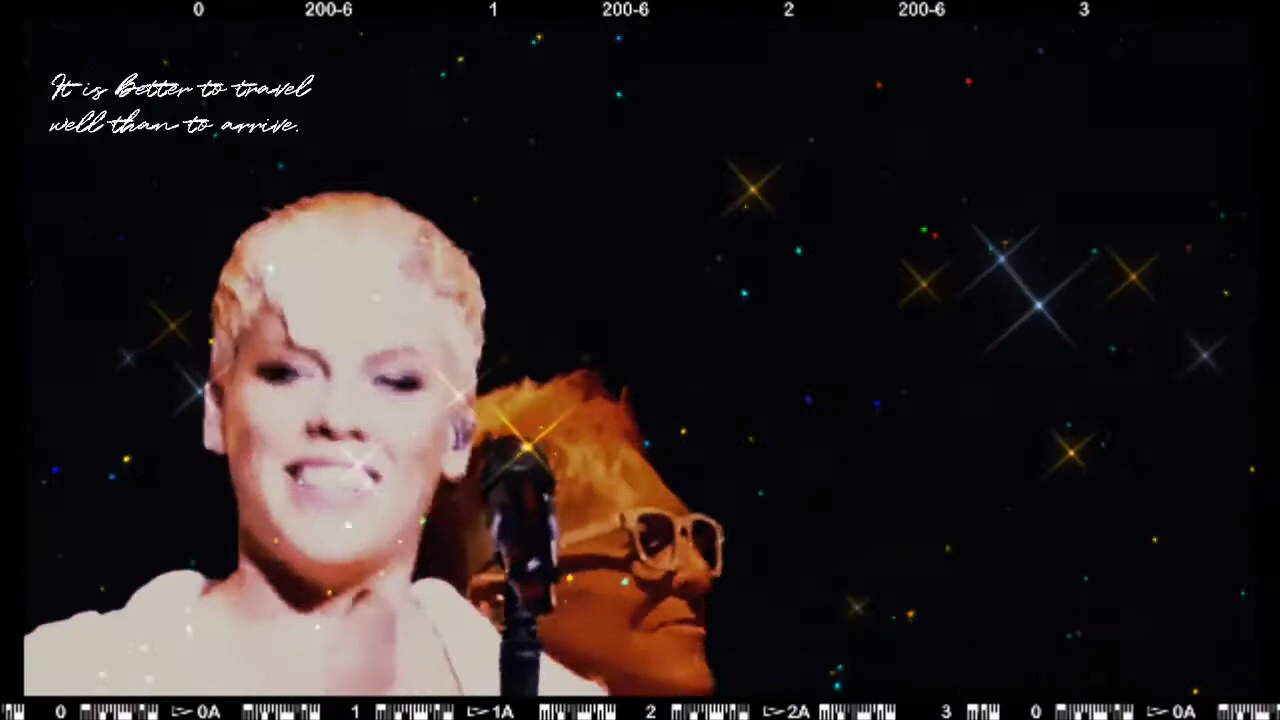 0 200-6 1 200-6 2 200-6 3
It is better to travel
well than to arrive.
0 0A 1 1A 2 2A 3 0 0A